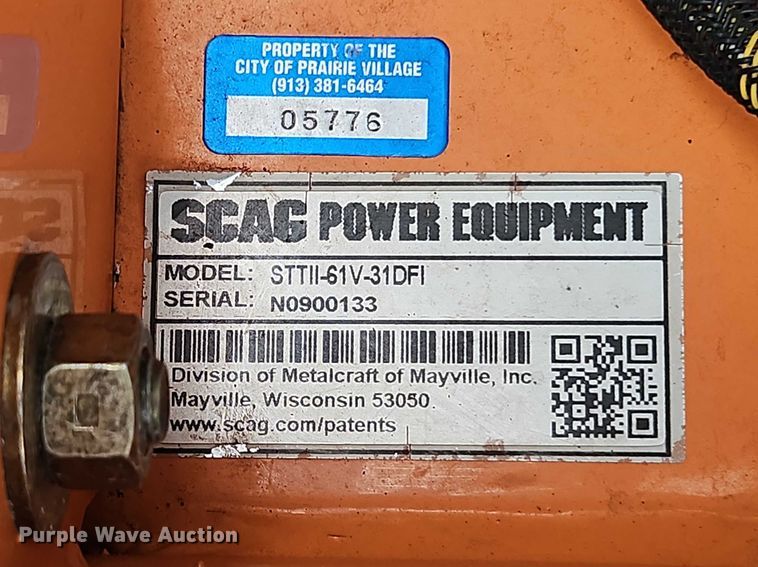 PROPERTY OF THE
CITY OF PRAIRIE VILLAGE
(913) 381-6464
05776
SCAG POWER EQUIPMENT
MODEL: STTII-61V-31DFI
SERIAL: N0900133
Division of Metalcraft of Mayville, Inc.
Mayville, Wisconsin 53050
www.scag.com/patents
Purple Wave Auction